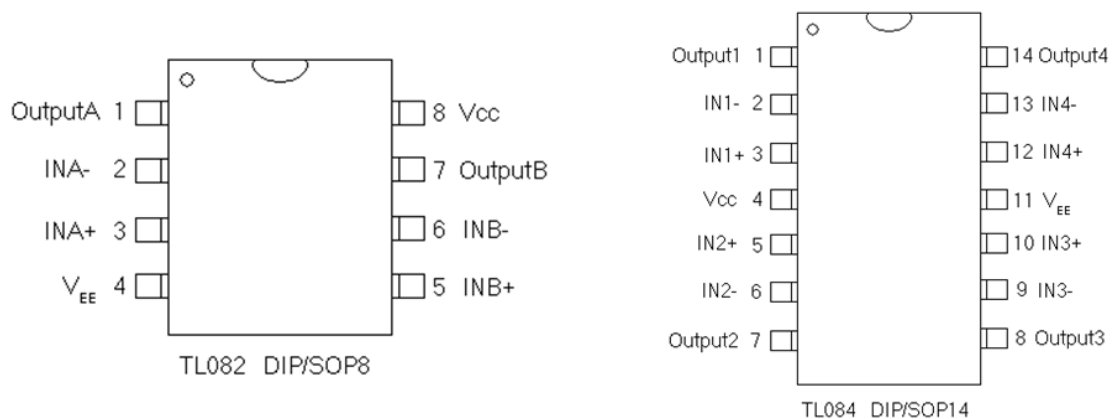 OutputA 1
INA- 2
INA+ 3
VEE 4
8 Vcc
7 OutputB
6 INB-
5 INB+
TL082 DIP/SOP8
Output1 1
IN1- 2
IN1+ 3
Vcc 4
IN2+ 5
IN2- 6
Output2 7
14 Output4
13 IN4-
12 IN4+
11 VEE
10 IN3+
9 IN3-
8 Output3
TL084 DIP/SOP14